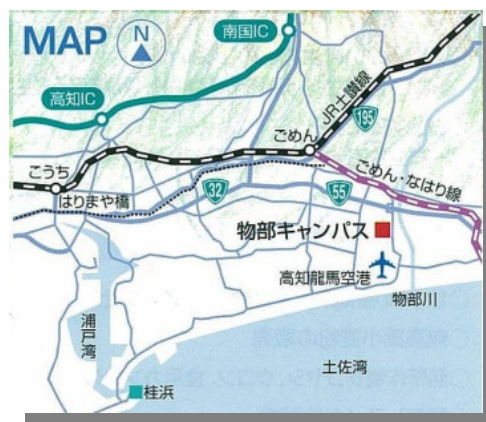 MAP
N
南国IC
高知IC
JR土讃線
195
ごめん
こうち
はりまや橋
32
55
ごめん・なはり線
物部キャンパス
高知龍馬空港
物部川
浦戸湾
土佐湾
桂浜